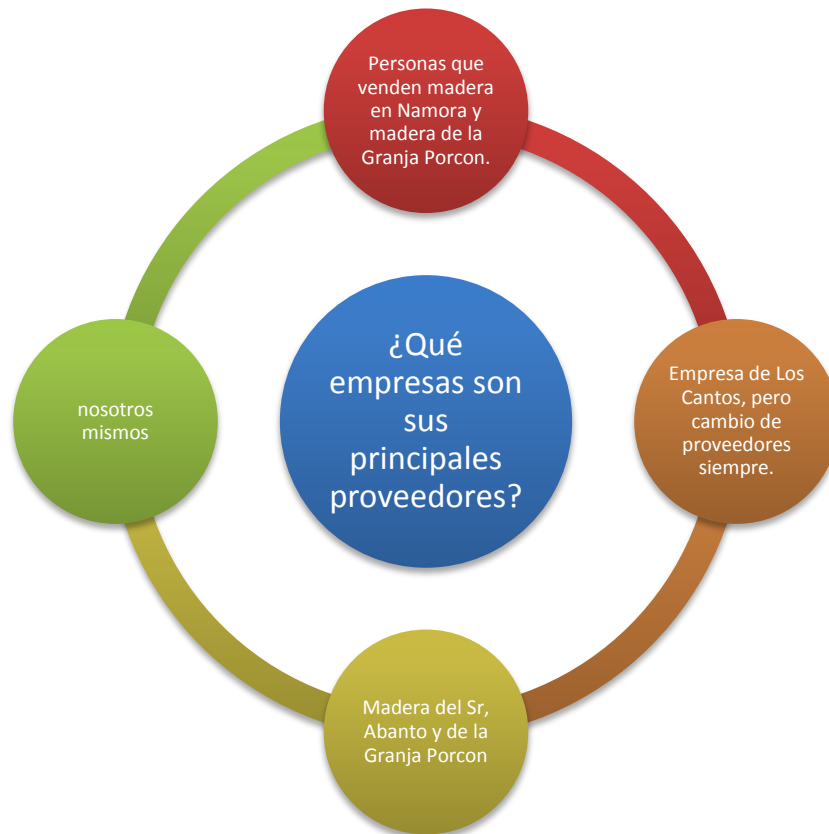 Personas que
venden madera
en Namora y
madera de la
Granja Porcon.
¿Qué
empresas son
sus
principales
proveedores?
Empresa de Los
Cantos, pero
cambio de
proveedores
siempre.
nosotros
mismos
Madera del Sr,
Abanto y de la
Granja Porcon